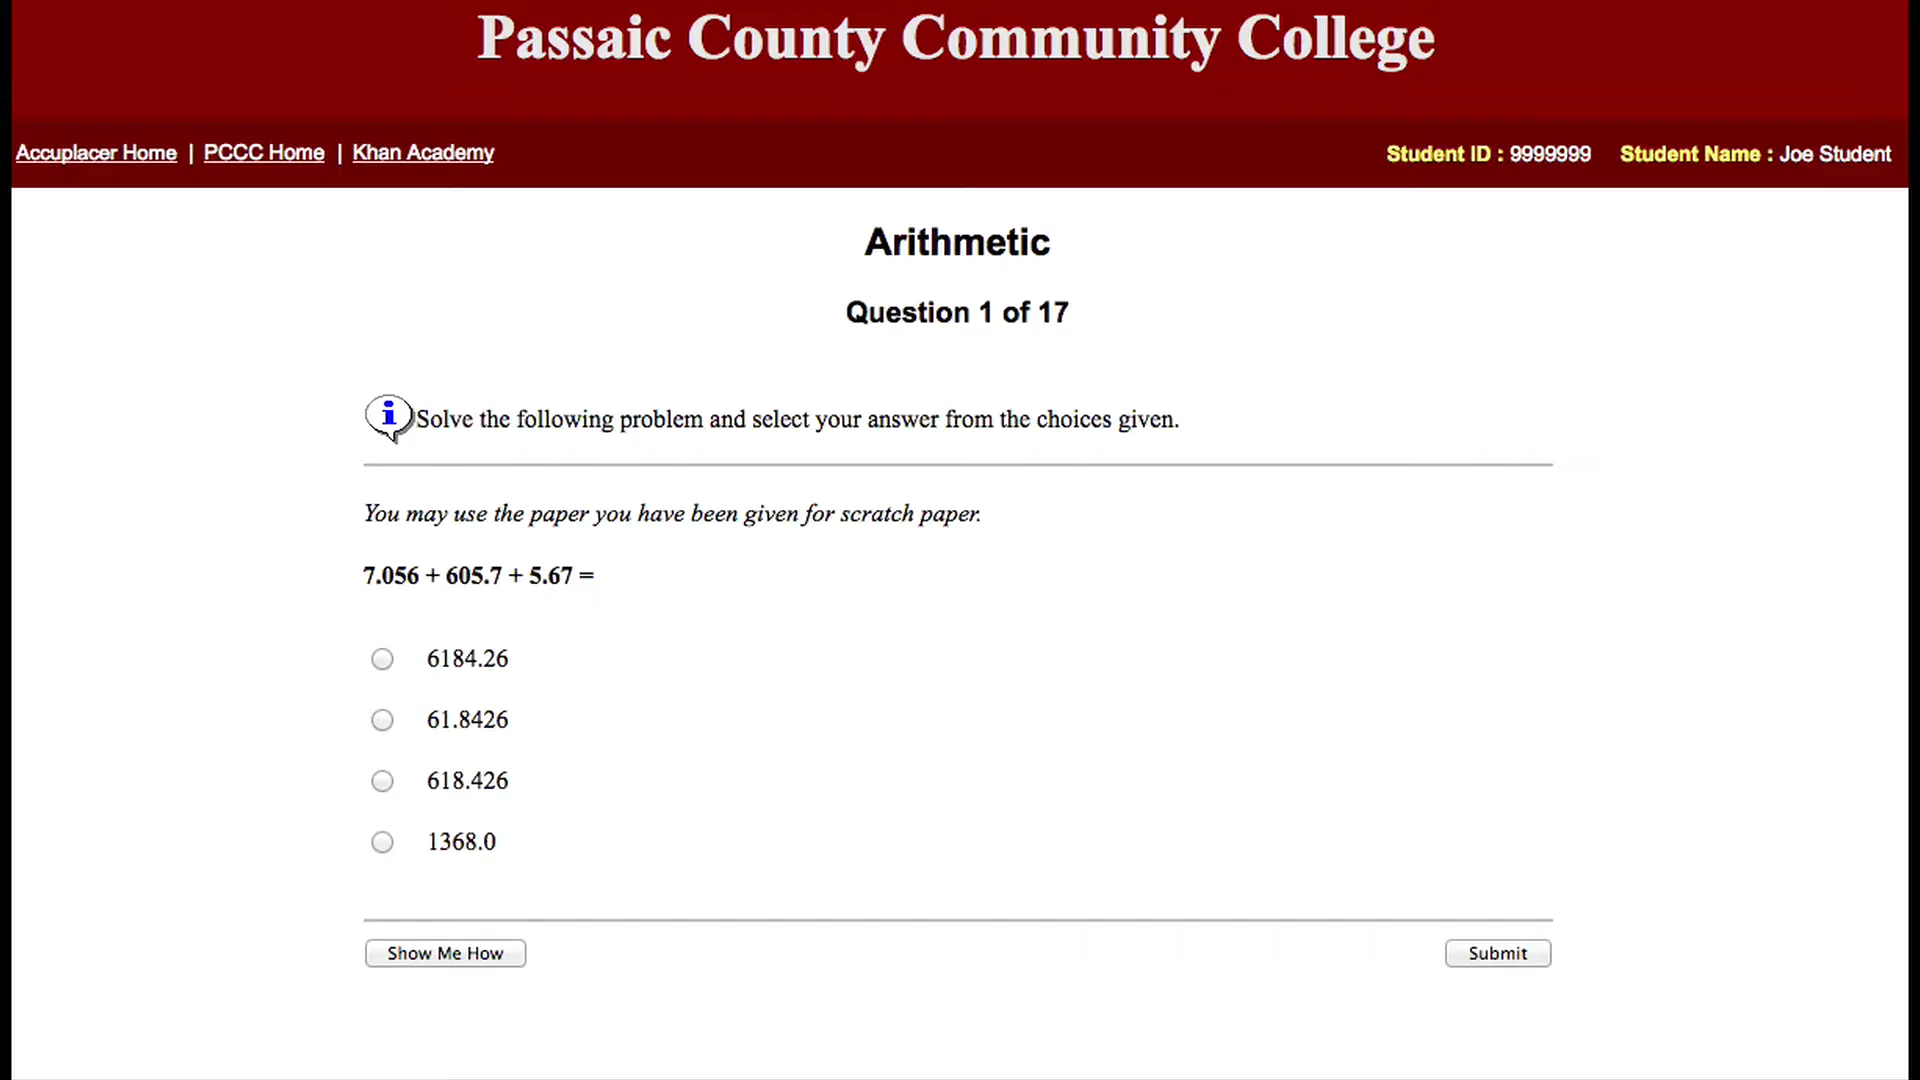 Passaic County Community College
Accuplacer Home | PCCC Home | Khan Academy Student ID : 9999999 Student Name : Joe Student
Arithmetic
Question 1 of 17
i Solve the following problem and select your answer from the choices given.
You may use the paper you have been given for scratch paper.
7.056 + 605.7 + 5.67 =
6184.26
61.8426
618.426
1368.0
Show Me How Submit